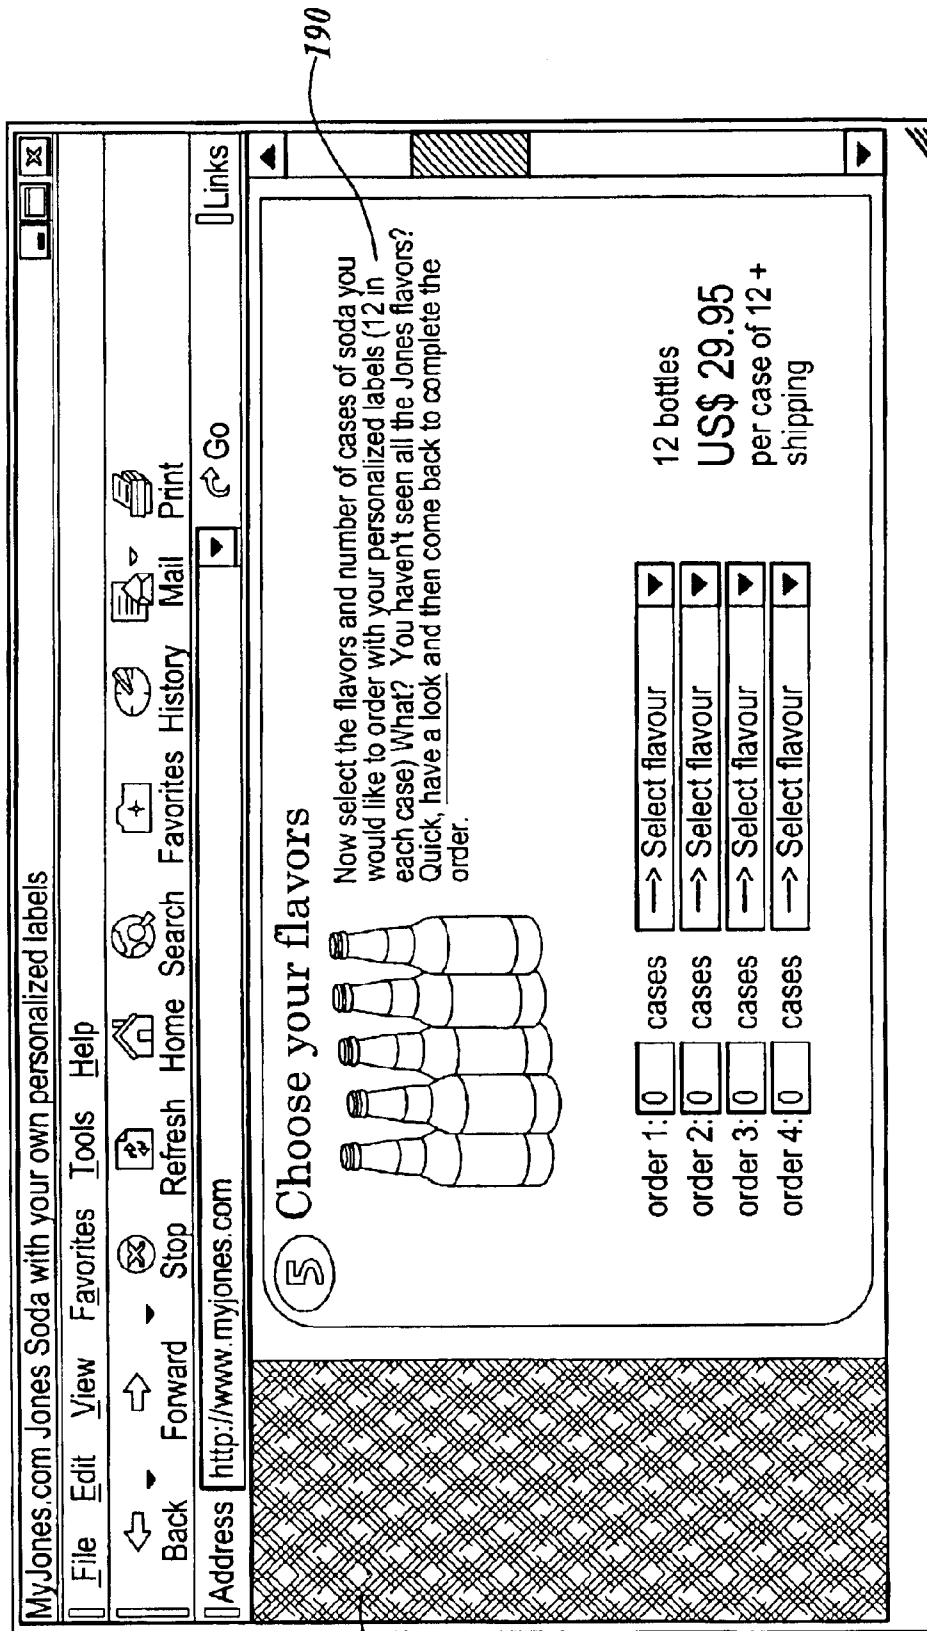 MyJones.com Jones Soda with your own personalized labels
File Edit View Favorites Tools Help
Back Forward Stop Refresh Home Search Favorites History Mail Print
Address http://www.myjones.com Go Links
5 Choose your flavors
Now select the flavors and number of cases of soda you
would like to order with your personalized labels (12 in
each case) What? You haven't seen all the Jones flavors?
Quick, have a look and then come back to complete the
order.
190
order 1: 0 cases --> Select flavour
order 2: 0 cases --> Select flavour
order 3: 0 cases --> Select flavour
order 4: 0 cases --> Select flavour
12 bottles
US$ 29.95
per case of 12 +
shipping